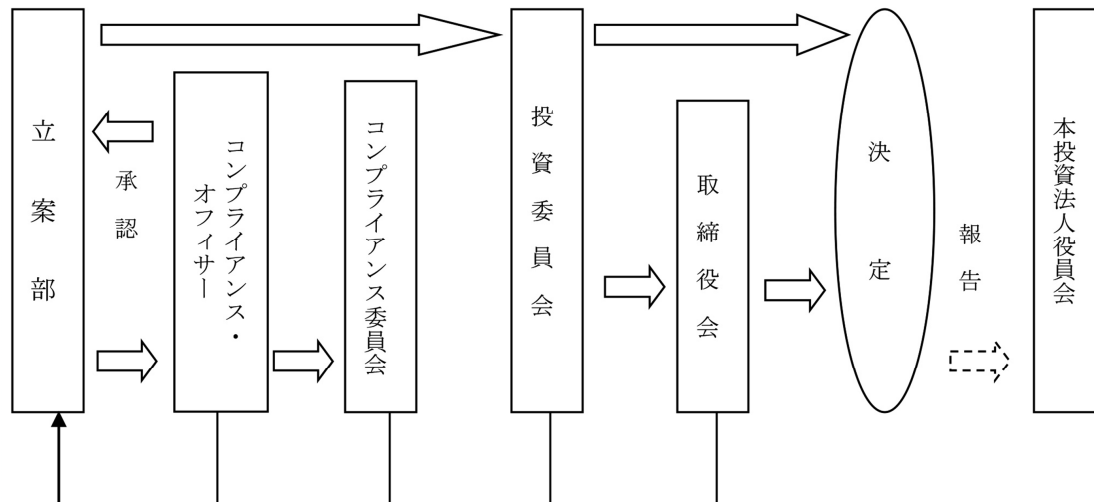 立案部
承認
コンプライアンス・
オフィサー
コンプライアンス委員会
投資委員会
取締役会
決定
報告
本投資法人役員会